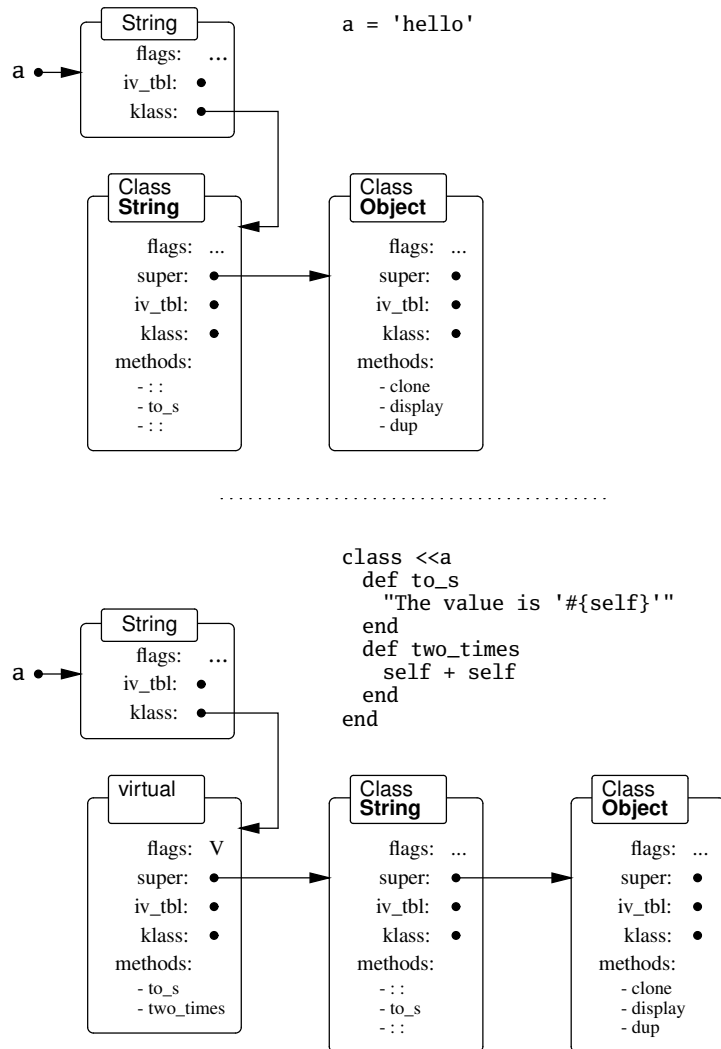 String
a = 'hello'
flags: ...
a
iv_tbl:
klass:
Class
String
flags: ...
super:
iv_tbl:
klass:
methods:
- : :
- to_s
- : :
Class
Object
flags: ...
super:
iv_tbl:
klass:
methods:
- clone
- display
- dup
class <<a
def to_s
"The value is '#{self}'"
end
def two_times
self + self
end
end
String
flags: ...
a
iv_tbl:
klass:
virtual
flags: V
super:
iv_tbl:
klass:
methods:
- to_s
- two_times
Class
String
flags: ...
super:
iv_tbl:
klass:
methods:
- : :
- to_s
- : :
Class
Object
flags: ...
super:
iv_tbl:
klass:
methods:
- clone
- display
- dup